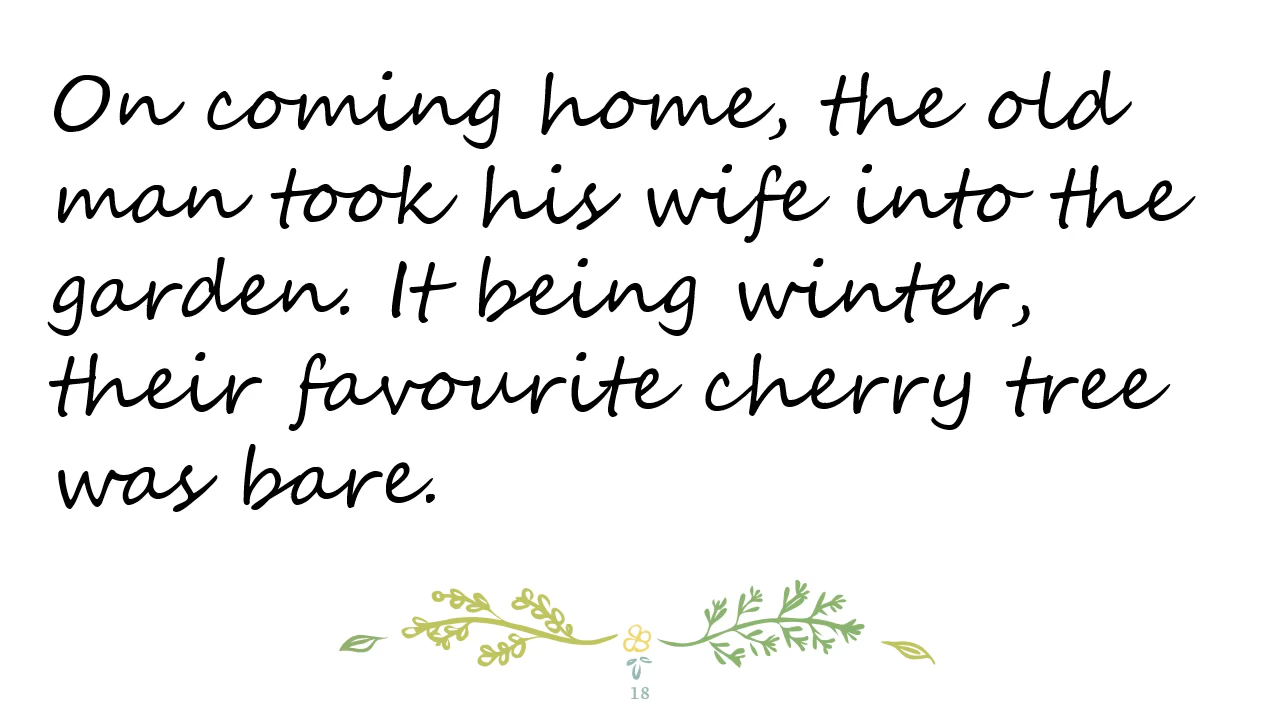 On coming home, the old
man took his wife into the
garden. It being winter,
their favourite cherry tree
was bare.
18